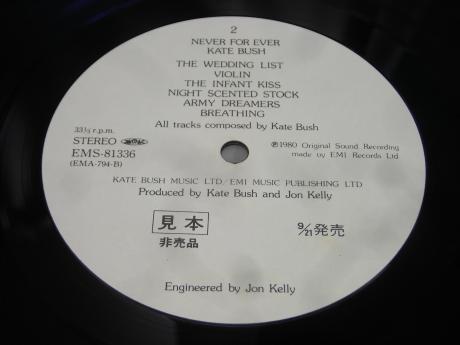 2
NEVER FOR EVER
KATE BUSH
THE WEDDING LIST
VIOLIN
THE INFANT KISS
NIGHT SCENTED STOCK
ARMY DREAMERS
BREATHING
All tracks composed by Kate Bush
33⅓ r.p.m.
STEREO
EMS-81336
(EMA-794-B)
℗1980 Original Sound Recording
made by EMI Records Ltd
KATE BUSH MUSIC LTD/EMI MUSIC PUBLISHING LTD
Produced by Kate Bush and Jon Kelly
見本
非売品
9/21発売
Engineered by Jon Kelly